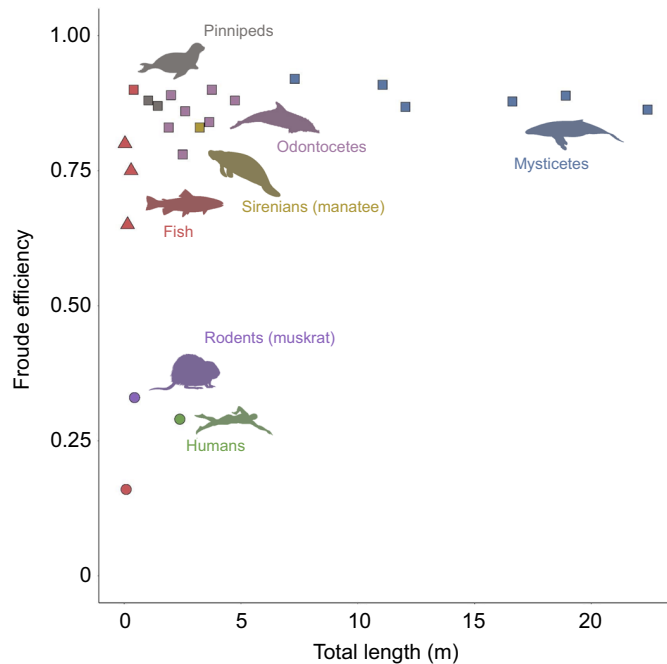 Pinnipeds
1.00
Odontocetes
Mysticetes
0.75
Sirenians (manatee)
Fish
Froude efficiency
0.50
Rodents (muskrat)
0.25
Humans
0
0 5 10 15 20
Total length (m)